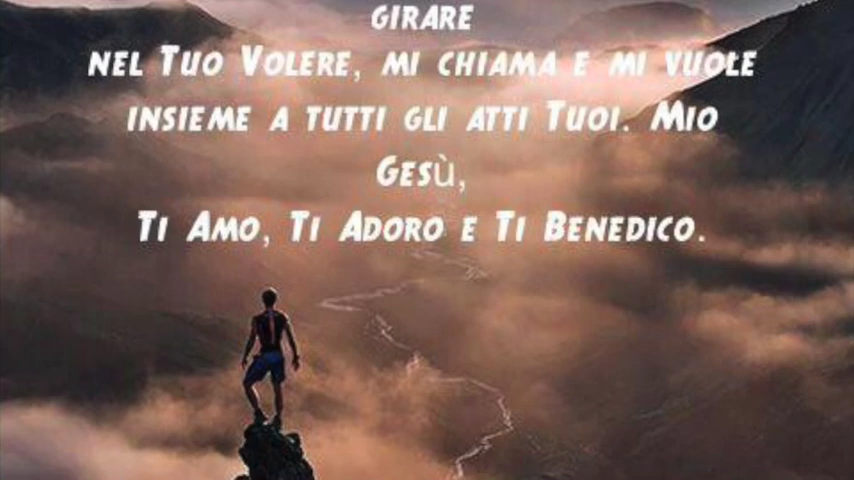 GIRARE
NEL TUO VOLERE, MI CHIAMA E MI VUOLE
INSIEME A TUTTI GLI ATTI TUOI. MIO
GESù,
TI AMO, TI ADORO E TI BENEDICO.